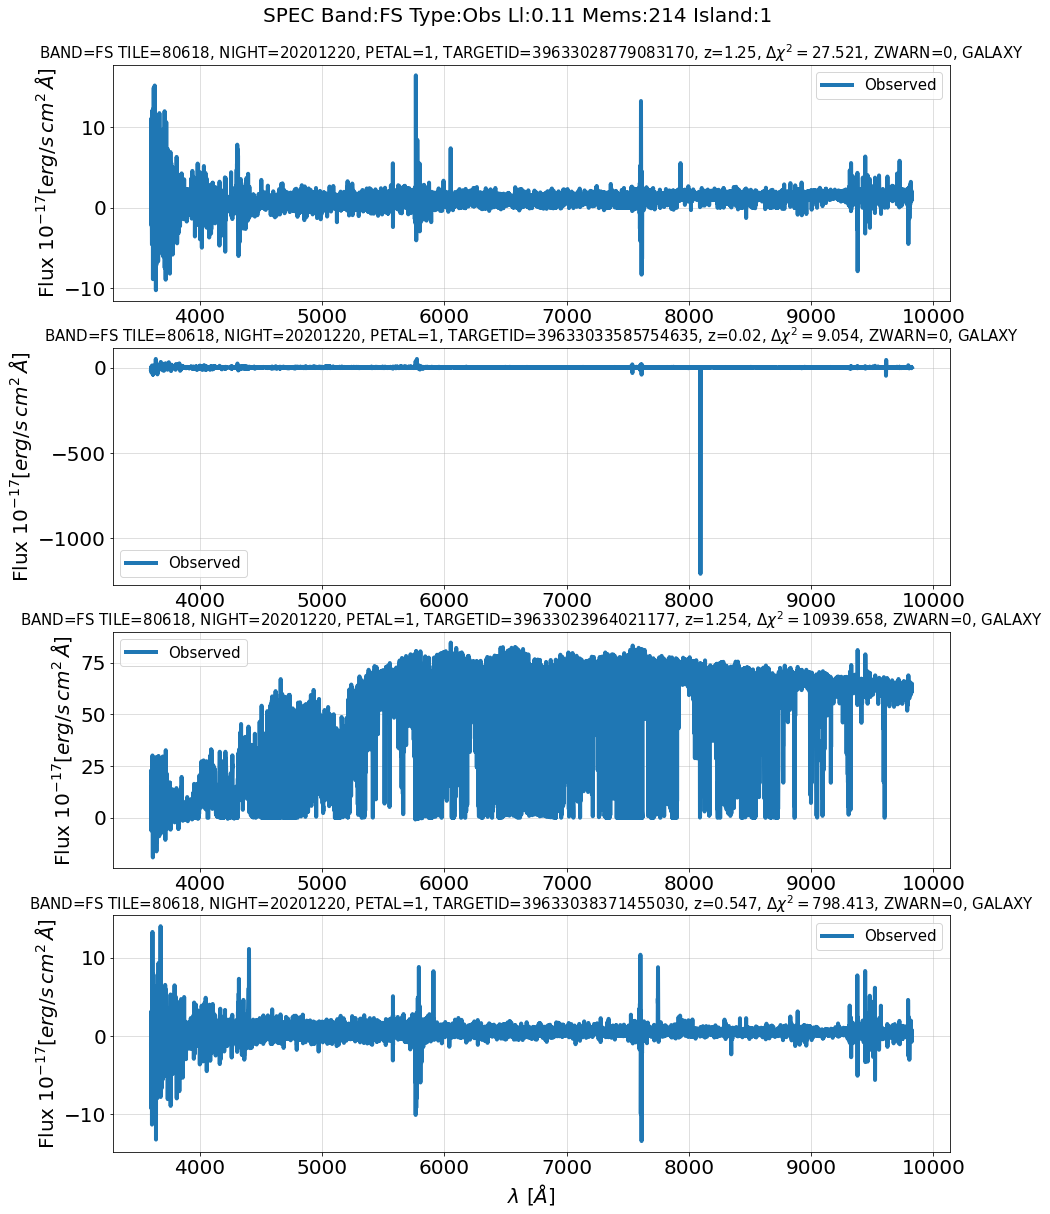 SPEC Band:FS Type:Obs Ll:0.11 Mems:214 Island:1
BAND=FS TILE=80618, NIGHT=20201220, PETAL=1, TARGETID=39633028779083170, z=1.25, Δχ² = 27.521, ZWARN=0, GALAXY
Observed
Flux 10⁻¹⁷[erg/s cm² Å]
10
0
−10
4000 5000 6000 7000 8000 9000 10000
BAND=FS TILE=80618, NIGHT=20201220, PETAL=1, TARGETID=39633033585754635, z=0.02, Δχ² = 9.054, ZWARN=0, GALAXY
Flux 10⁻¹⁷[erg/s cm² Å]
0
−500
−1000
Observed
4000 5000 6000 7000 8000 9000 10000
BAND=FS TILE=80618, NIGHT=20201220, PETAL=1, TARGETID=39633023964021177, z=1.254, Δχ² = 10939.658, ZWARN=0, GALAXY
Observed
Flux 10⁻¹⁷[erg/s cm² Å]
75
50
25
0
4000 5000 6000 7000 8000 9000 10000
BAND=FS TILE=80618, NIGHT=20201220, PETAL=1, TARGETID=39633038371455030, z=0.547, Δχ² = 798.413, ZWARN=0, GALAXY
Observed
Flux 10⁻¹⁷[erg/s cm² Å]
10
0
−10
4000 5000 6000 7000 8000 9000 10000
λ [Å]